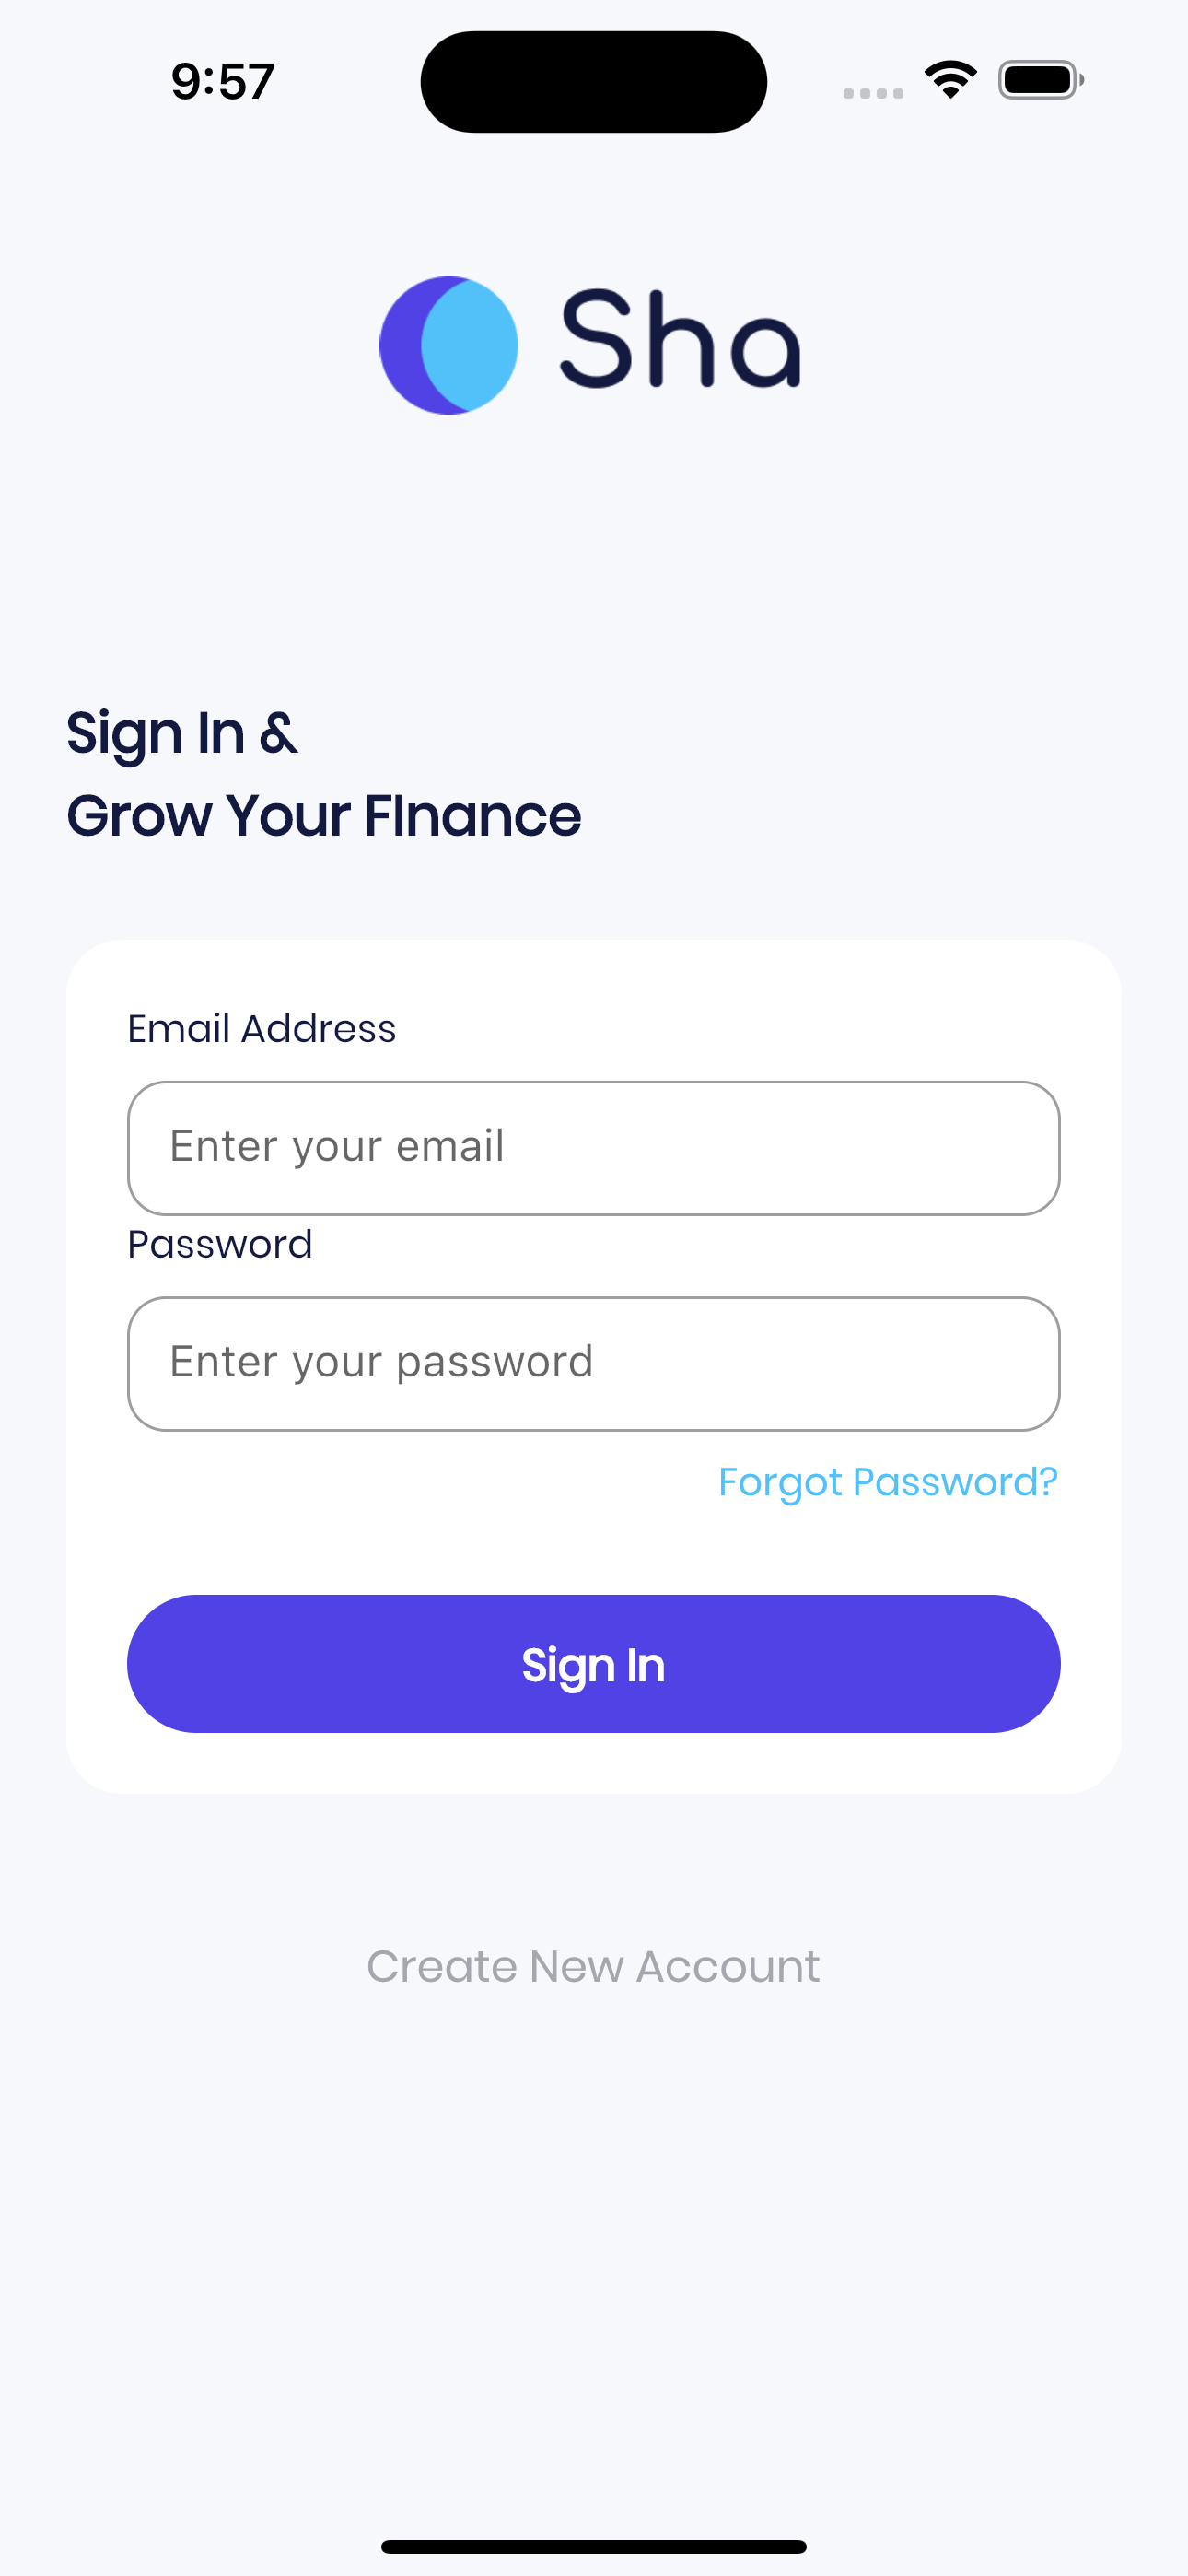 9:57
Sha
Sign In &
Grow Your FInance
Email Address
Enter your email
Password
Enter your password
Forgot Password?
Sign In
Create New Account